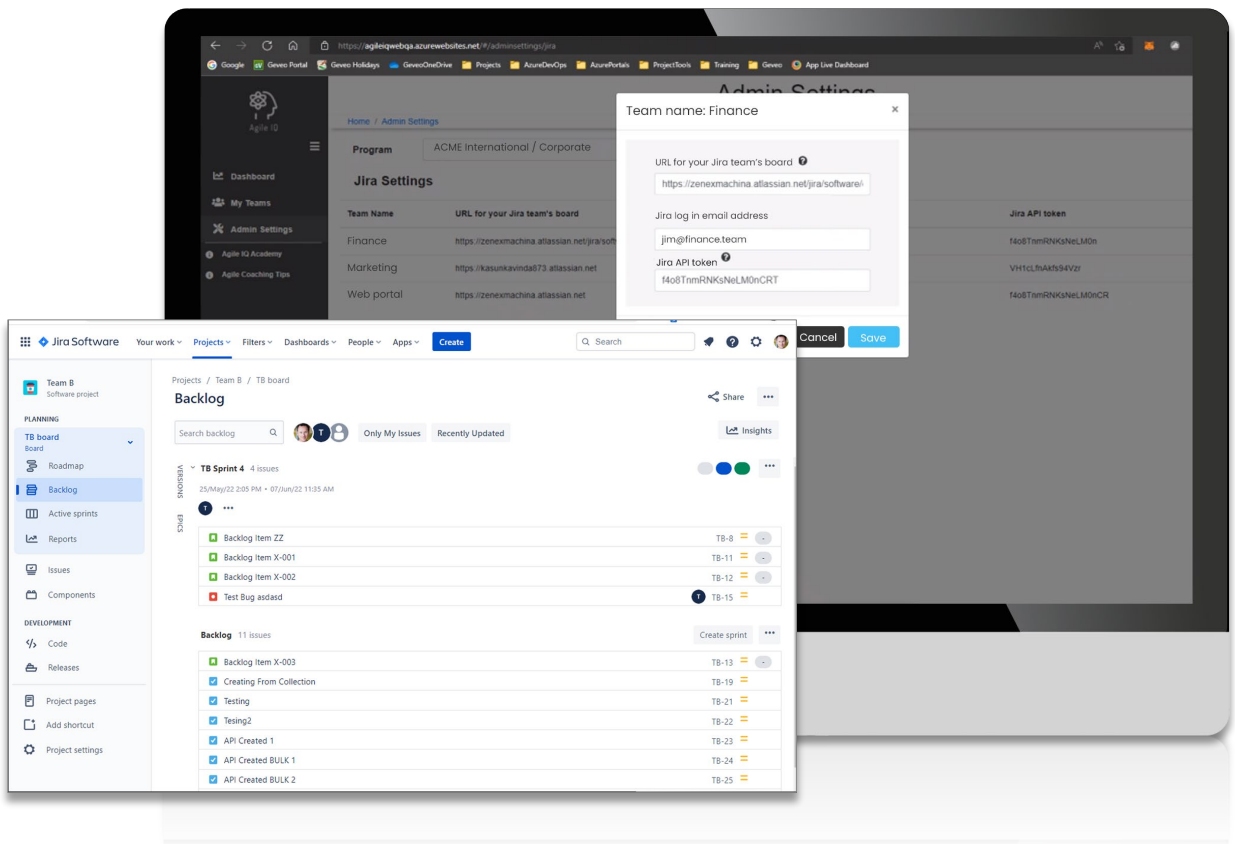 https://agileiqwebqa.azurewebsites.net/#/adminsettings/jira
Google Geveo Portal Geveo Holidays GeveoOneDrive Projects AzureDevOps AzurePortals ProjectTools Training Geveo App Live Dashboard
Agile IQ
Dashboard
My Teams
Admin Settings
Agile IQ Academy
Agile Coaching Tips
Admin Settings
Home / Admin Settings
Program ACME International / Corporate
Jira Settings
Team Name URL for your Jira team's board Jira API token
Finance https://zenexmachina.atlassian.net/jira/soft f4o8TnmRNKsNeLM0n
Marketing https://kasunkavinda873.atlassian.net VH1cLfnAkfs94Vzr
Web portal https://zenexmachina.atlassian.net f4o8TnmRNKsNeLM0nCR
Team name: Finance ×
URL for your Jira team's board
https://zenexmachina.atlassian.net/jira/software/
Jira log in email address
jim@finance.team
Jira API token
f4o8TnmRNKsNeLM0nCRT
Cancel Save
Jira Software Your work Projects Filters Dashboards People Apps Create Search
Team B
Software project
PLANNING
TB board
Board
Roadmap
Backlog
Active sprints
Reports
Issues
Components
DEVELOPMENT
Code
Releases
Project pages
Add shortcut
Project settings
Projects / Team B / TB board
Backlog
Share
Search backlog T Only My Issues Recently Updated Insights
VERSIONS
EPICS
TB Sprint 4 4 issues
25/May/22 2:05 PM • 07/Jun/22 11:35 AM
T
Backlog Item ZZ TB-8 -
Backlog Item X-001 TB-11 -
Backlog Item X-002 TB-12 -
Test Bug asdasd T TB-15
Backlog 11 issues Create sprint
Backlog Item X-003 TB-13 -
Creating From Collection TB-19
Testing TB-21
Tesing2 TB-22
API Created 1 TB-23
API Created BULK 1 TB-24
API Created BULK 2 TB-25